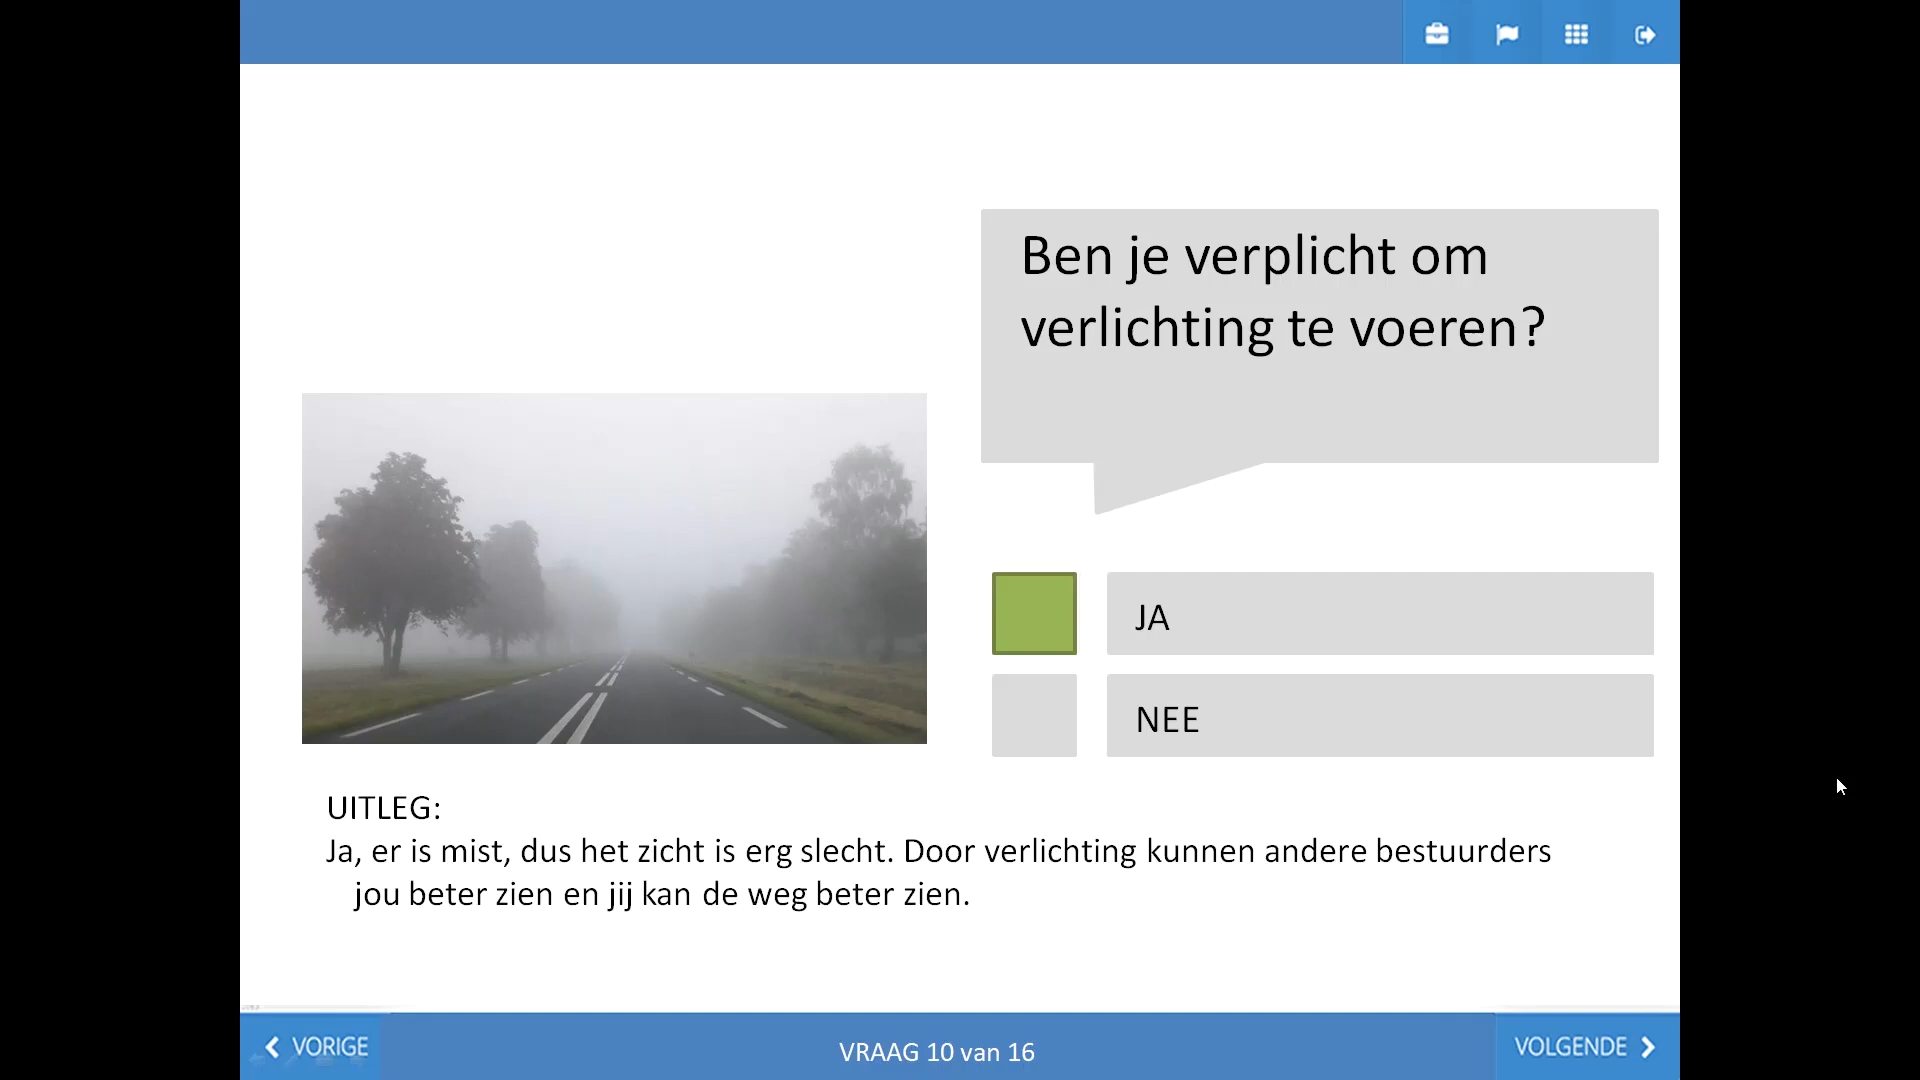 Ben je verplicht om
verlichting te voeren?
JA
NEE
UITLEG:
Ja, er is mist, dus het zicht is erg slecht. Door verlichting kunnen andere bestuurders
jou beter zien en jij kan de weg beter zien.
VORIGE
VRAAG 10 van 16
VOLGENDE